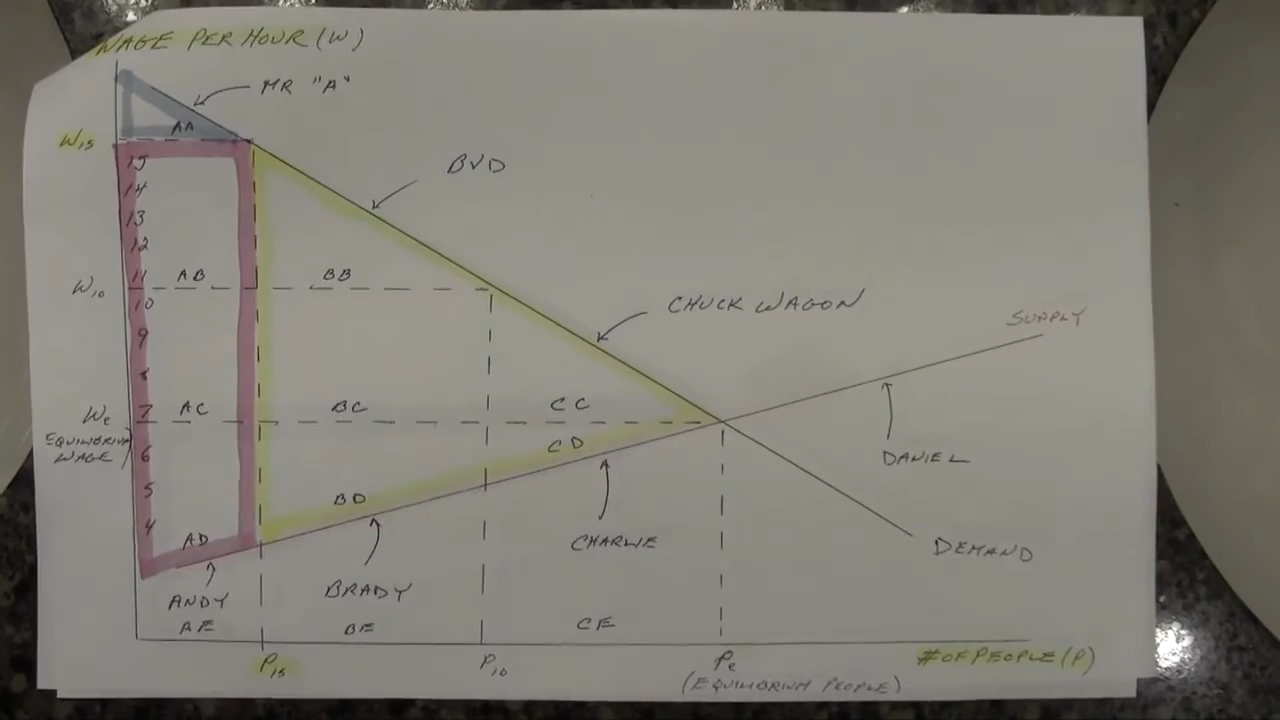 WAGE PER HOUR (W)
MR "A"
AA
W15
15
BVD
14
13
12
11
AB
BB
W10
10
CHUCK WAGON
9
SUPPLY
8
We
7
AC
BC
CC
EQUILIBRIUM
WAGE
6
CD
DANIEL
5
BD
4
AD
CHARLIE
DEMAND
ANDY
BRADY
AE
BE
CE
P15
P10
Pe
# OF PEOPLE (P)
(EQUILIBRIUM PEOPLE)